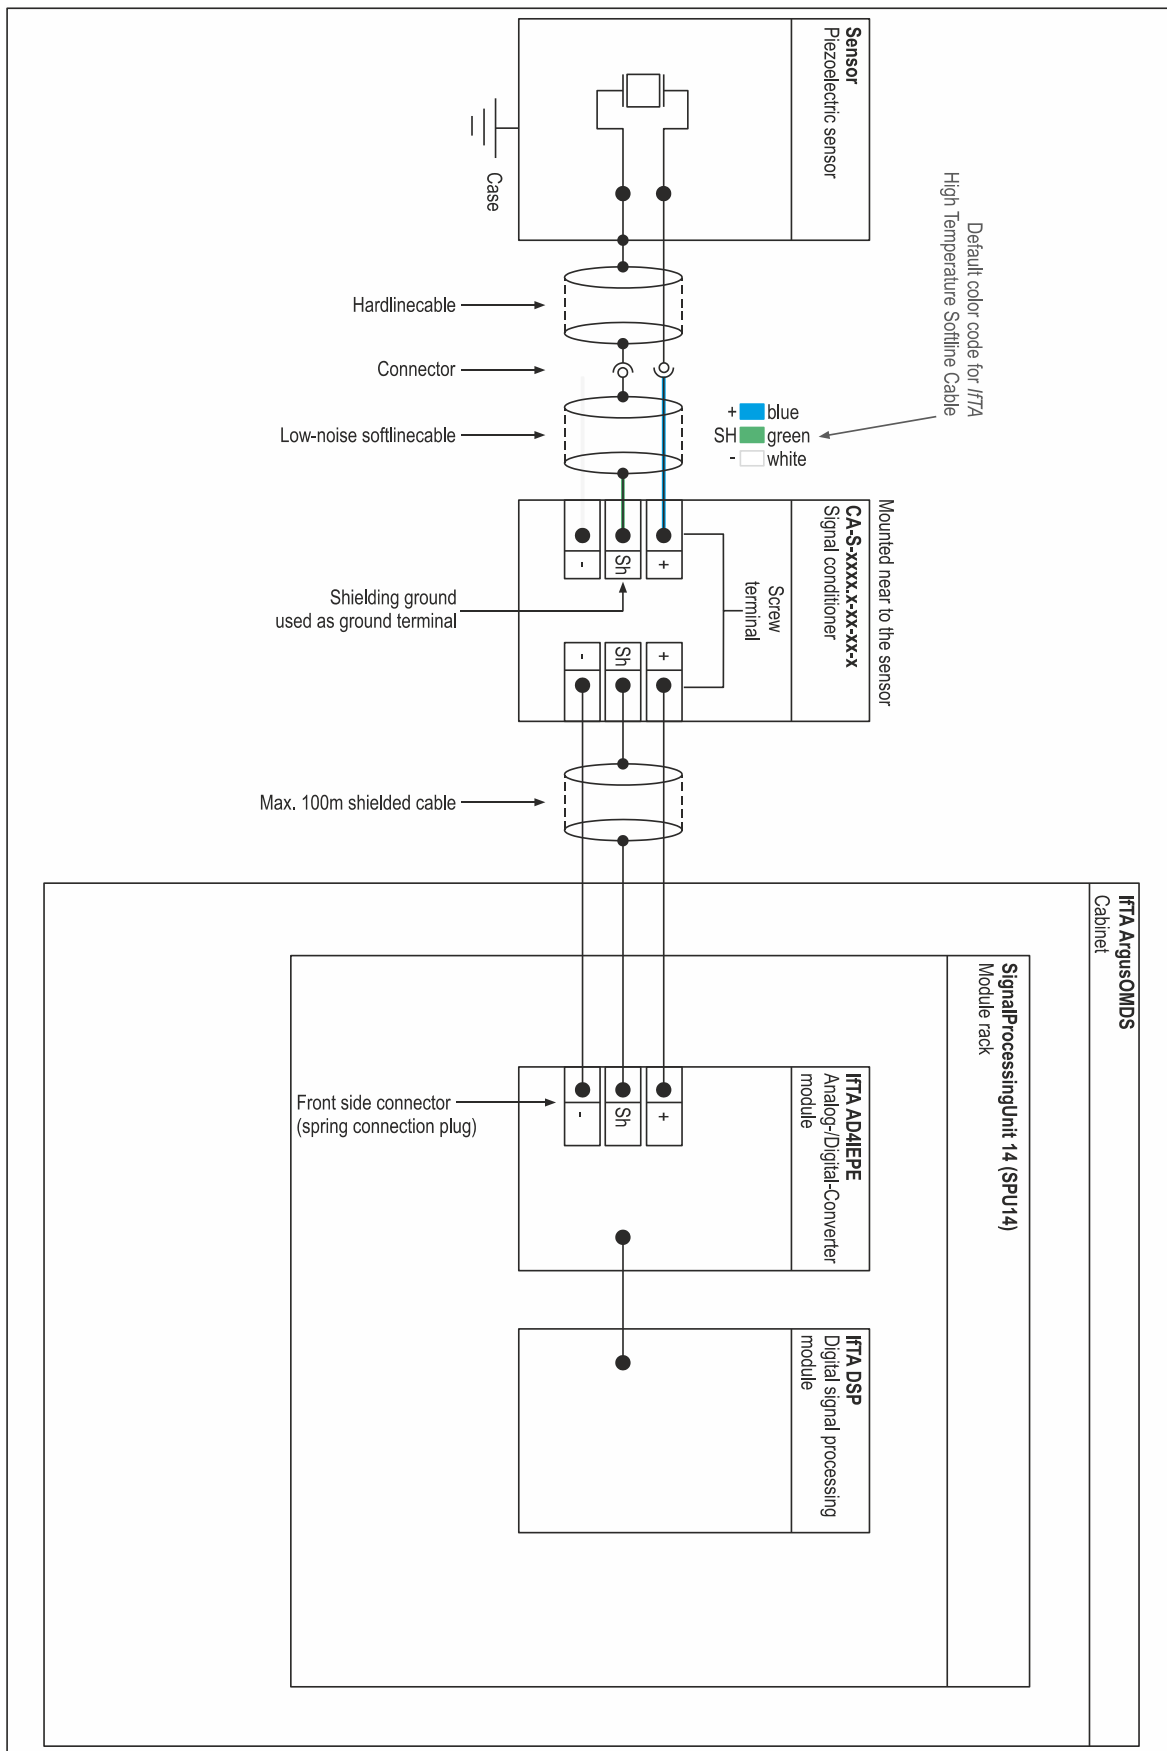 Sensor
Piezoelectric sensor
Case
Default color code for IfTA
High Temperature Softline Cable
Hardlinecable
Connector
+ blue
SH green
- white
Low-noise softlinecable
Mounted near to the sensor
CA-S-xxxx.x-xx-xx-x
Signal conditioner
- Sh +
Screw
terminal
Shielding ground
used as ground terminal
- Sh +
Max. 100m shielded cable
IfTA ArgusOMDS
Cabinet
SignalProcessingUnit 14 (SPU14)
Module rack
IfTA AD4IEPE
Analog-/Digital-Converter
module
Front side connector
(spring connection plug)
- Sh +
IfTA DSP
Digital signal processing
module